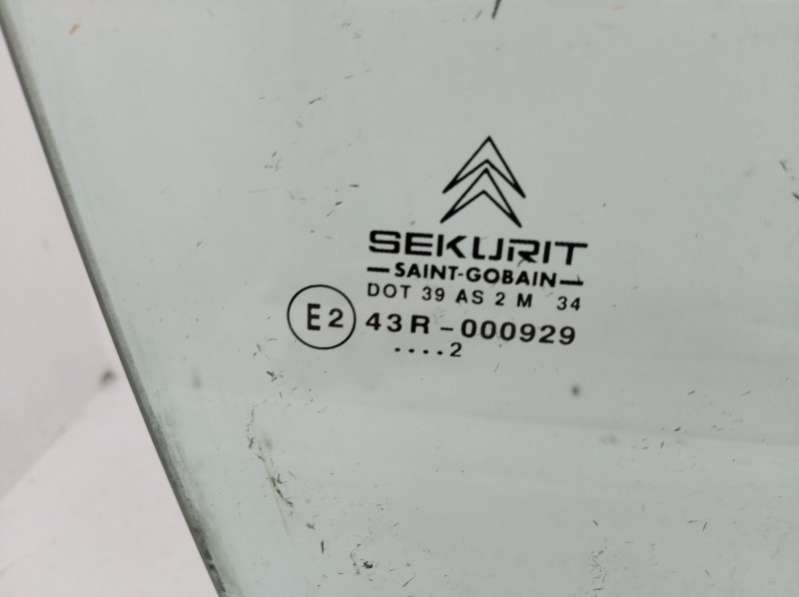 SEKURIT
SAINT-GOBAIN
DOT 39 AS 2 M 34
E2 43R-000929
....2